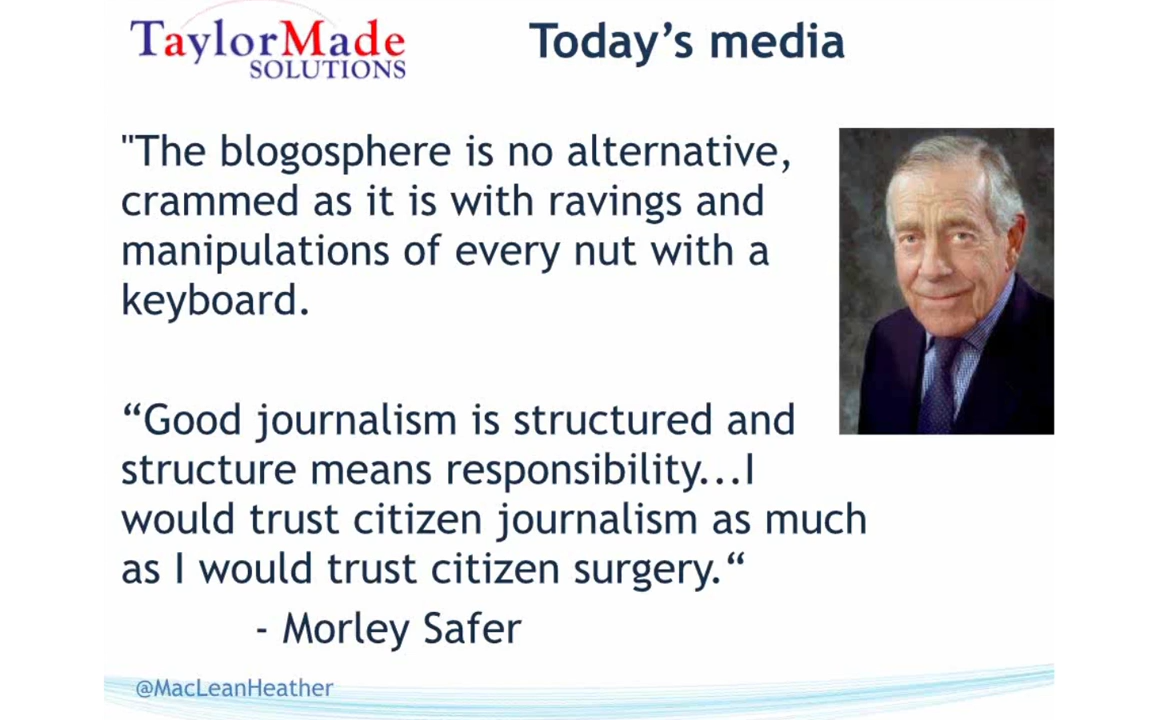 TaylorMade
SOLUTIONS
Today’s media
"The blogosphere is no alternative,
crammed as it is with ravings and
manipulations of every nut with a
keyboard.
“Good journalism is structured and
structure means responsibility...I
would trust citizen journalism as much
as I would trust citizen surgery.“
- Morley Safer
@MacLeanHeather